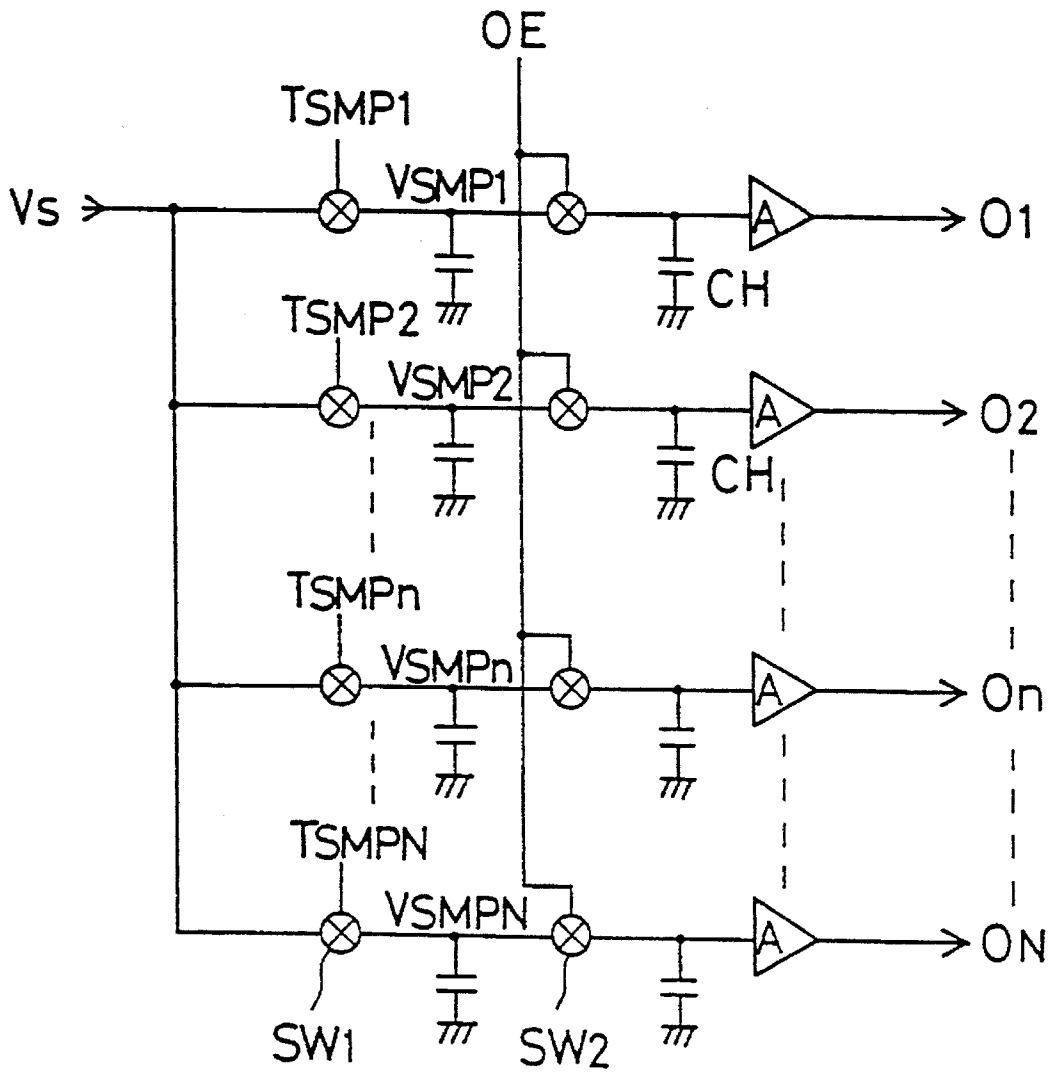 OE
TSMP1
Vs
VSMP1
A
O1
CH
TSMP2
VSMP2
A
O2
CH
TSMPn
VSMPn
A
On
TSMPN
VSMPN
A
ON
SW1
SW2